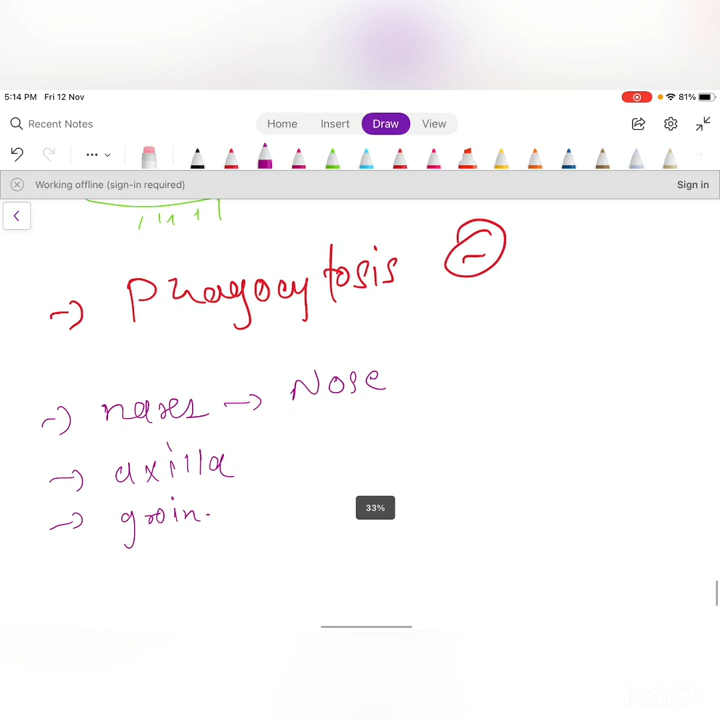 5:14 PM Fri 12 Nov
81%
Recent Notes Home Insert Draw View
Working offline (sign-in required) Sign in
→ Phagocytosis ⊖
→ nares → Nose
→ axilla
→ groin.
33%
inshot